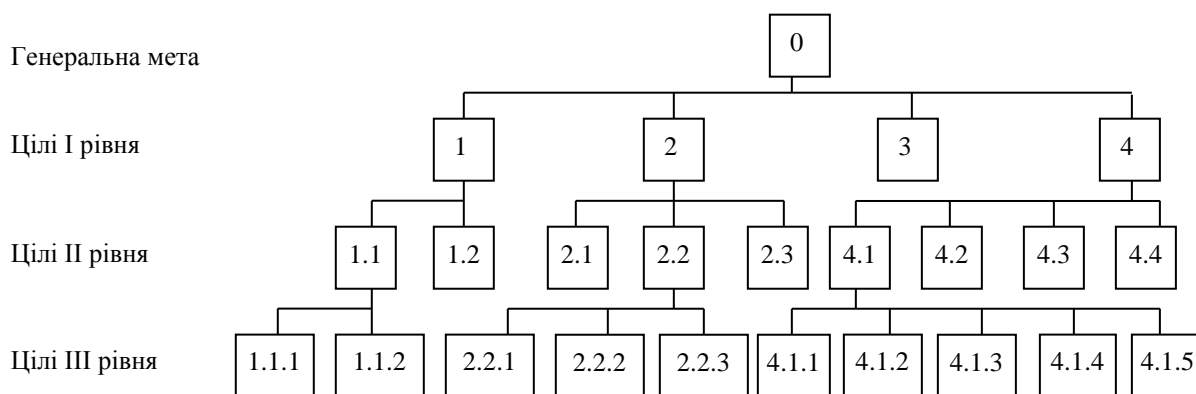 Генеральна мета 0
Цілі І рівня 1 2 3 4
Цілі ІІ рівня 1.1 1.2 2.1 2.2 2.3 4.1 4.2 4.3 4.4
Цілі ІІІ рівня 1.1.1 1.1.2 2.2.1 2.2.2 2.2.3 4.1.1 4.1.2 4.1.3 4.1.4 4.1.5